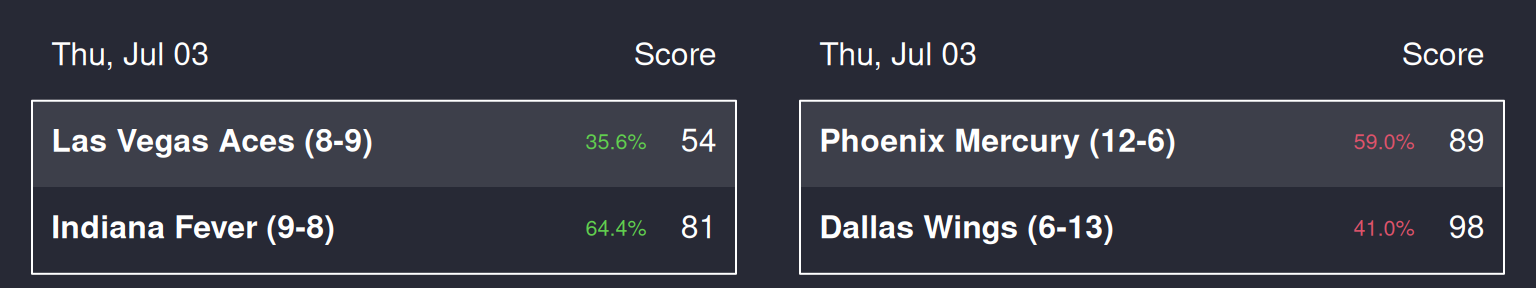 Thu, Jul 03 Score
Las Vegas Aces (8-9) 35.6% 54
Indiana Fever (9-8) 64.4% 81
Thu, Jul 03 Score
Phoenix Mercury (12-6) 59.0% 89
Dallas Wings (6-13) 41.0% 98